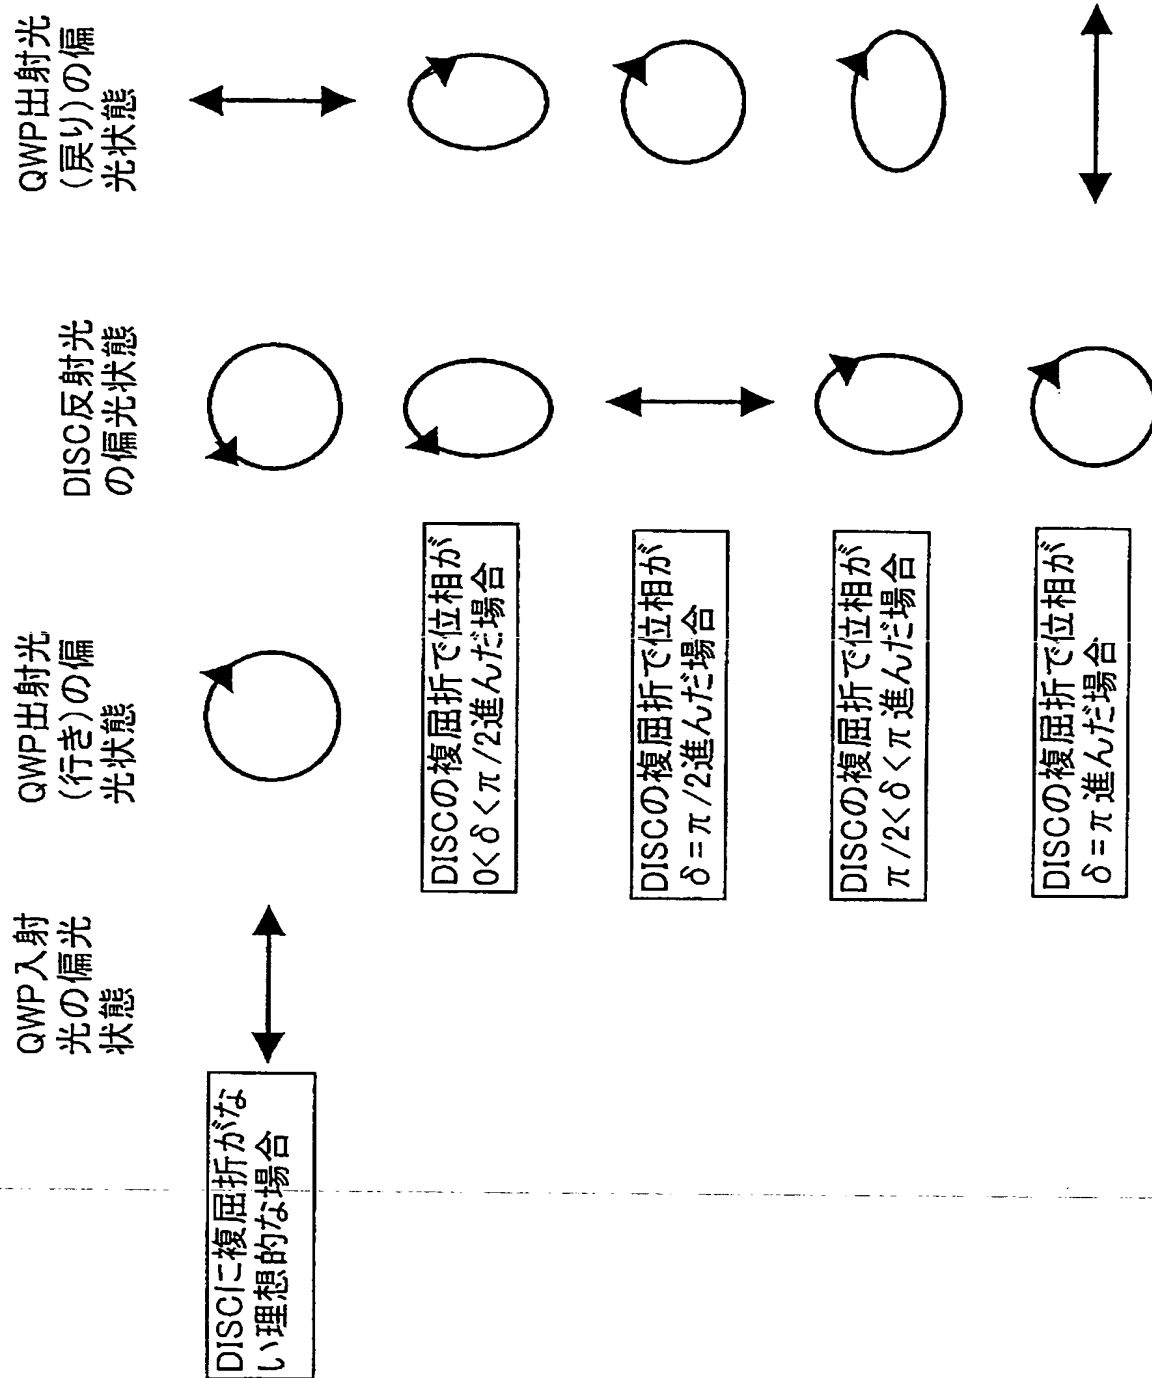 QWP入射
光の偏光
状態
QWP出射光
(行き)の偏
光状態
DISC反射光
の偏光状態
QWP出射光
(戻り)の偏
光状態
DISCに複屈折がな
い理想的な場合
DISCの複屈折で位相が
0<δ<π/2進んだ場合
DISCの複屈折で位相が
δ=π/2進んだ場合
DISCの複屈折で位相が
π/2<δ<π進んだ場合
DISCの複屈折で位相が
δ=π進んだ場合